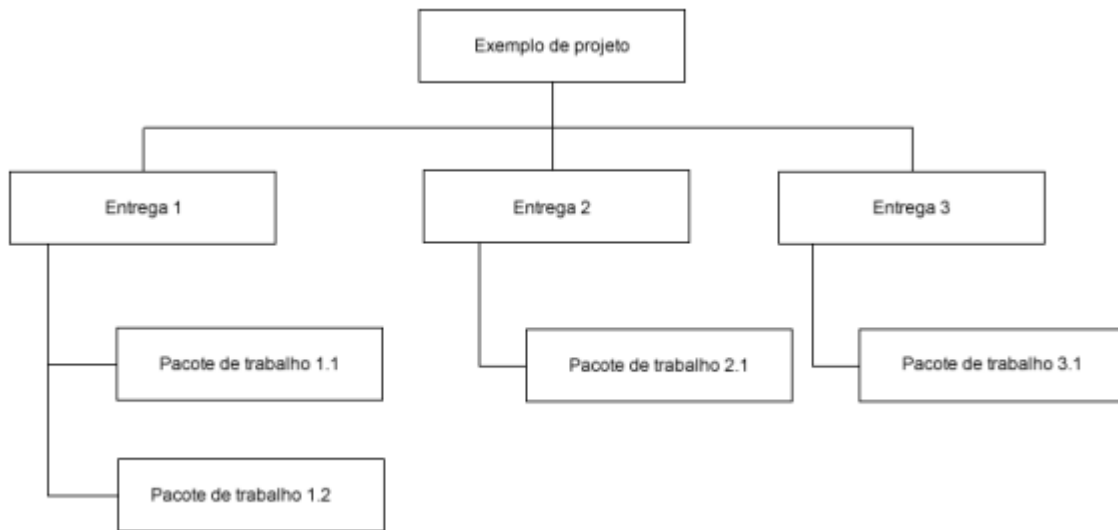 Exemplo de projeto
Entrega 1
Entrega 2
Entrega 3
Pacote de trabalho 1.1
Pacote de trabalho 2.1
Pacote de trabalho 3.1
Pacote de trabalho 1.2